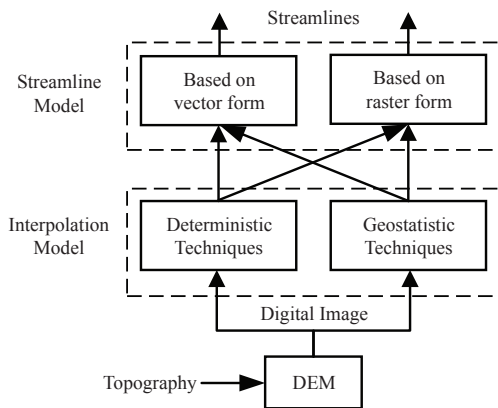 Streamlines
Streamline
Model
Based on
vector form
Based on
raster form
Interpolation
Model
Deterministic
Techniques
Geostatistic
Techniques
Digital Image
Topography
DEM